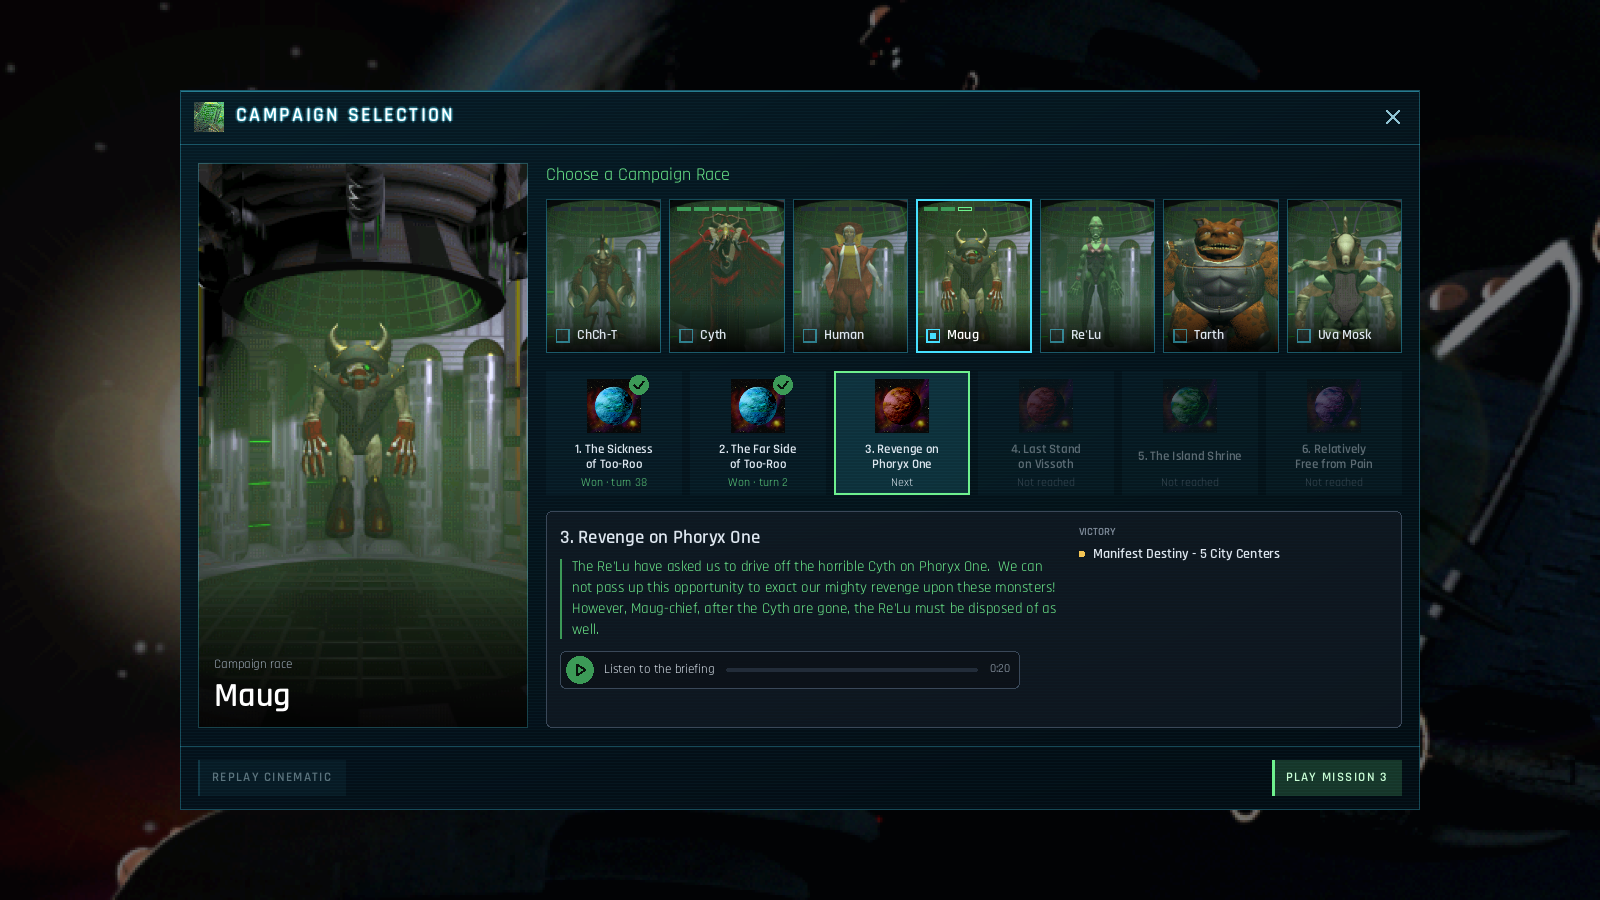 CAMPAIGN SELECTION
Choose a Campaign Race
ChCh-T
Cyth
Human
Maug
Re'Lu
Tarth
Uva Mosk
1. The Sickness
of Too-Roo
Won · turn 38
2. The Far Side
of Too-Roo
Won · turn 2
3. Revenge on
Phoryx One
Next
4. Last Stand
on Vissoth
Not reached
5. The Island Shrine
Not reached
6. Relatively
Free from Pain
Not reached
Campaign race
Maug
3. Revenge on Phoryx One
The Re'Lu have asked us to drive off the horrible Cyth on Phoryx One.  We can
not pass up this opportunity to exact our mighty revenge upon these monsters!
However, Maug-chief, after the Cyth are gone, the Re'Lu must be disposed of as
well.
Listen to the briefing
0:20
VICTORY
Manifest Destiny - 5 City Centers
REPLAY CINEMATIC
PLAY MISSION 3